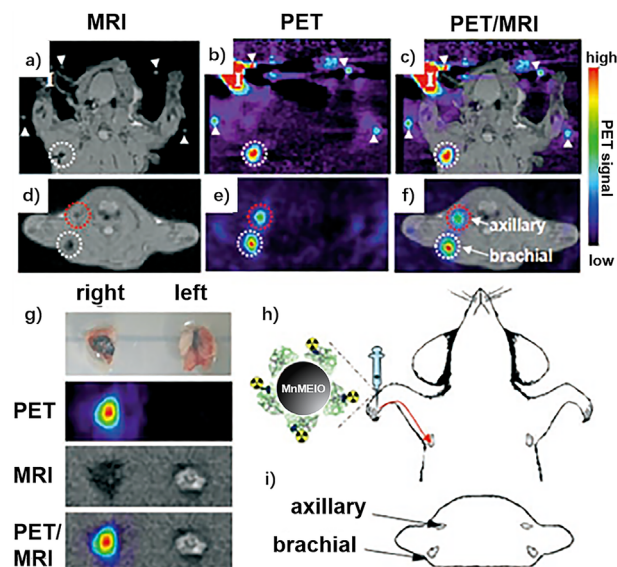 MRI PET PET/MRI
a) b) c)
I I I
high
PET signal
low
d) e) f)
axillary
brachial
g) right left
PET
MRI
PET/
MRI
h)
MnMEIO
i)
axillary
brachial